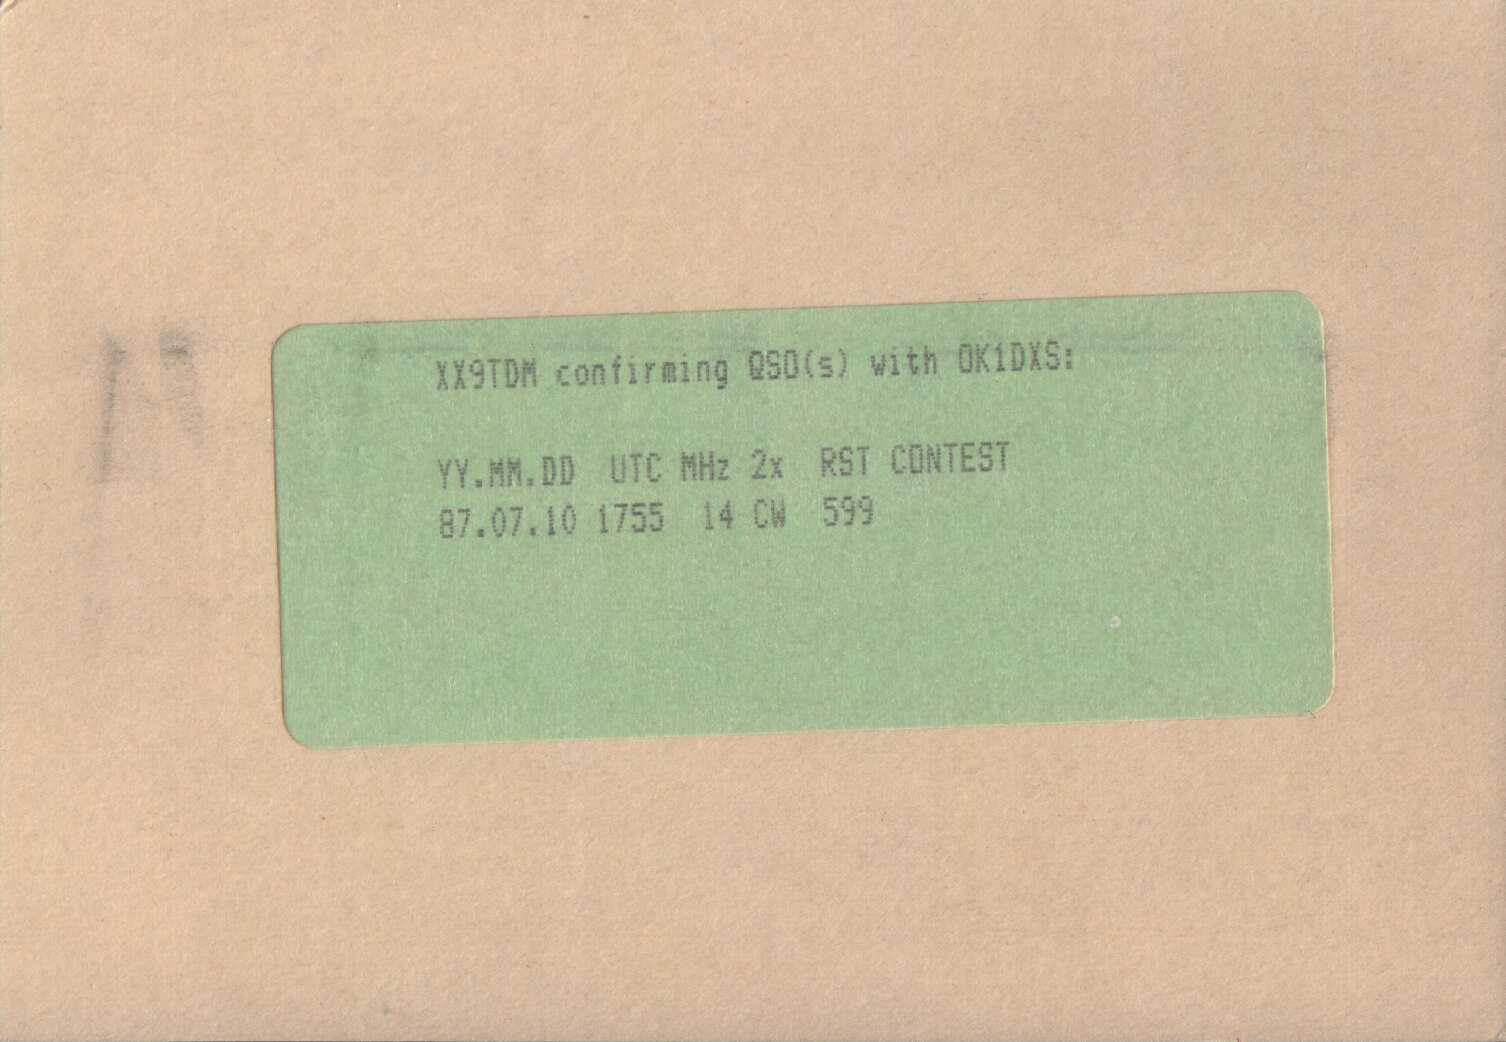 XX9TDM confirming QSO(s) with OK1DXS:
YY.MM.DD UTC MHz 2x RST CONTEST
87.07.10 1755 14 CW 599